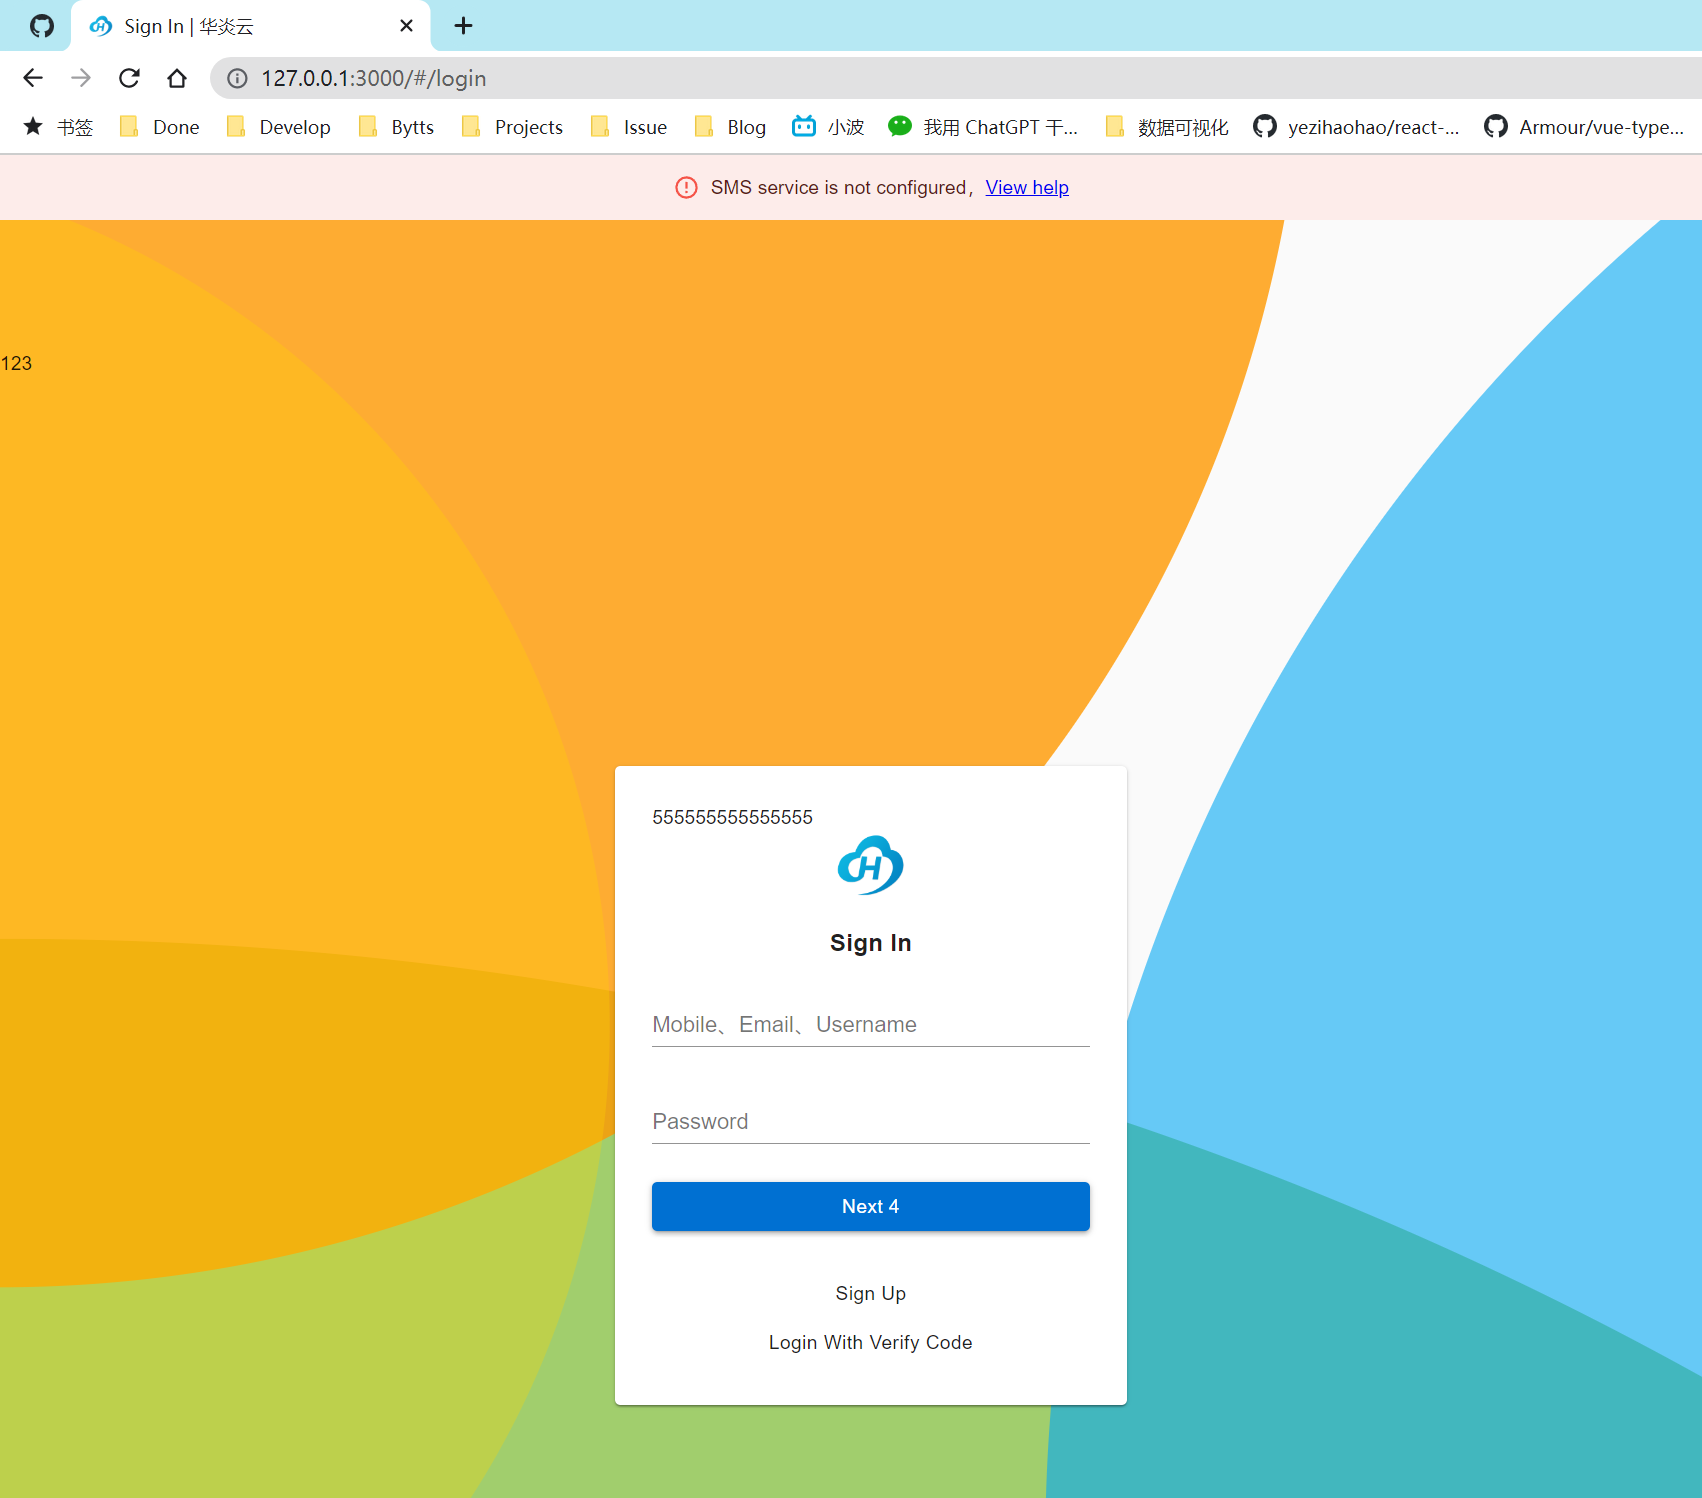 Sign In | 华炎云
127.0.0.1:3000/#/login
书签 Done Develop Bytts Projects Issue Blog 小波 我用 ChatGPT 干... 数据可视化 yezihaohao/react-... Armour/vue-type...
SMS service is not configured，View help
123
555555555555555
H
Sign In
Mobile、Email、Username
Password
Next 4
Sign Up
Login With Verify Code